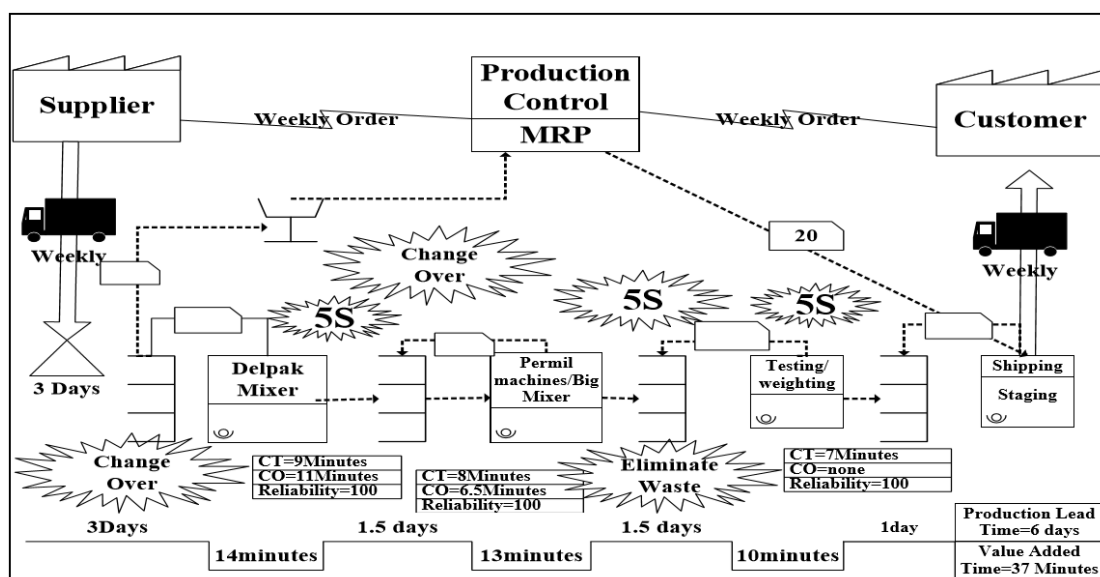 Supplier
Weekly Order
Production
Control
MRP
Weekly Order
Customer
Weekly
Change
Over
20
Weekly
5S
5S
5S
3 Days
Delpak
Mixer
Permil
machines/Big
Mixer
Testing/
weighting
Shipping
Staging
Change
Over
CT=9Minutes
CO=11Minutes
Reliability=100
CT=8Minutes
CO=6.5Minutes
Reliability=100
Eliminate
Waste
CT=7Minutes
CO=none
Reliability=100
3Days
1.5 days
1.5 days
1day
Production Lead
Time=6 days
14minutes
13minutes
10minutes
Value Added
Time=37 Minutes